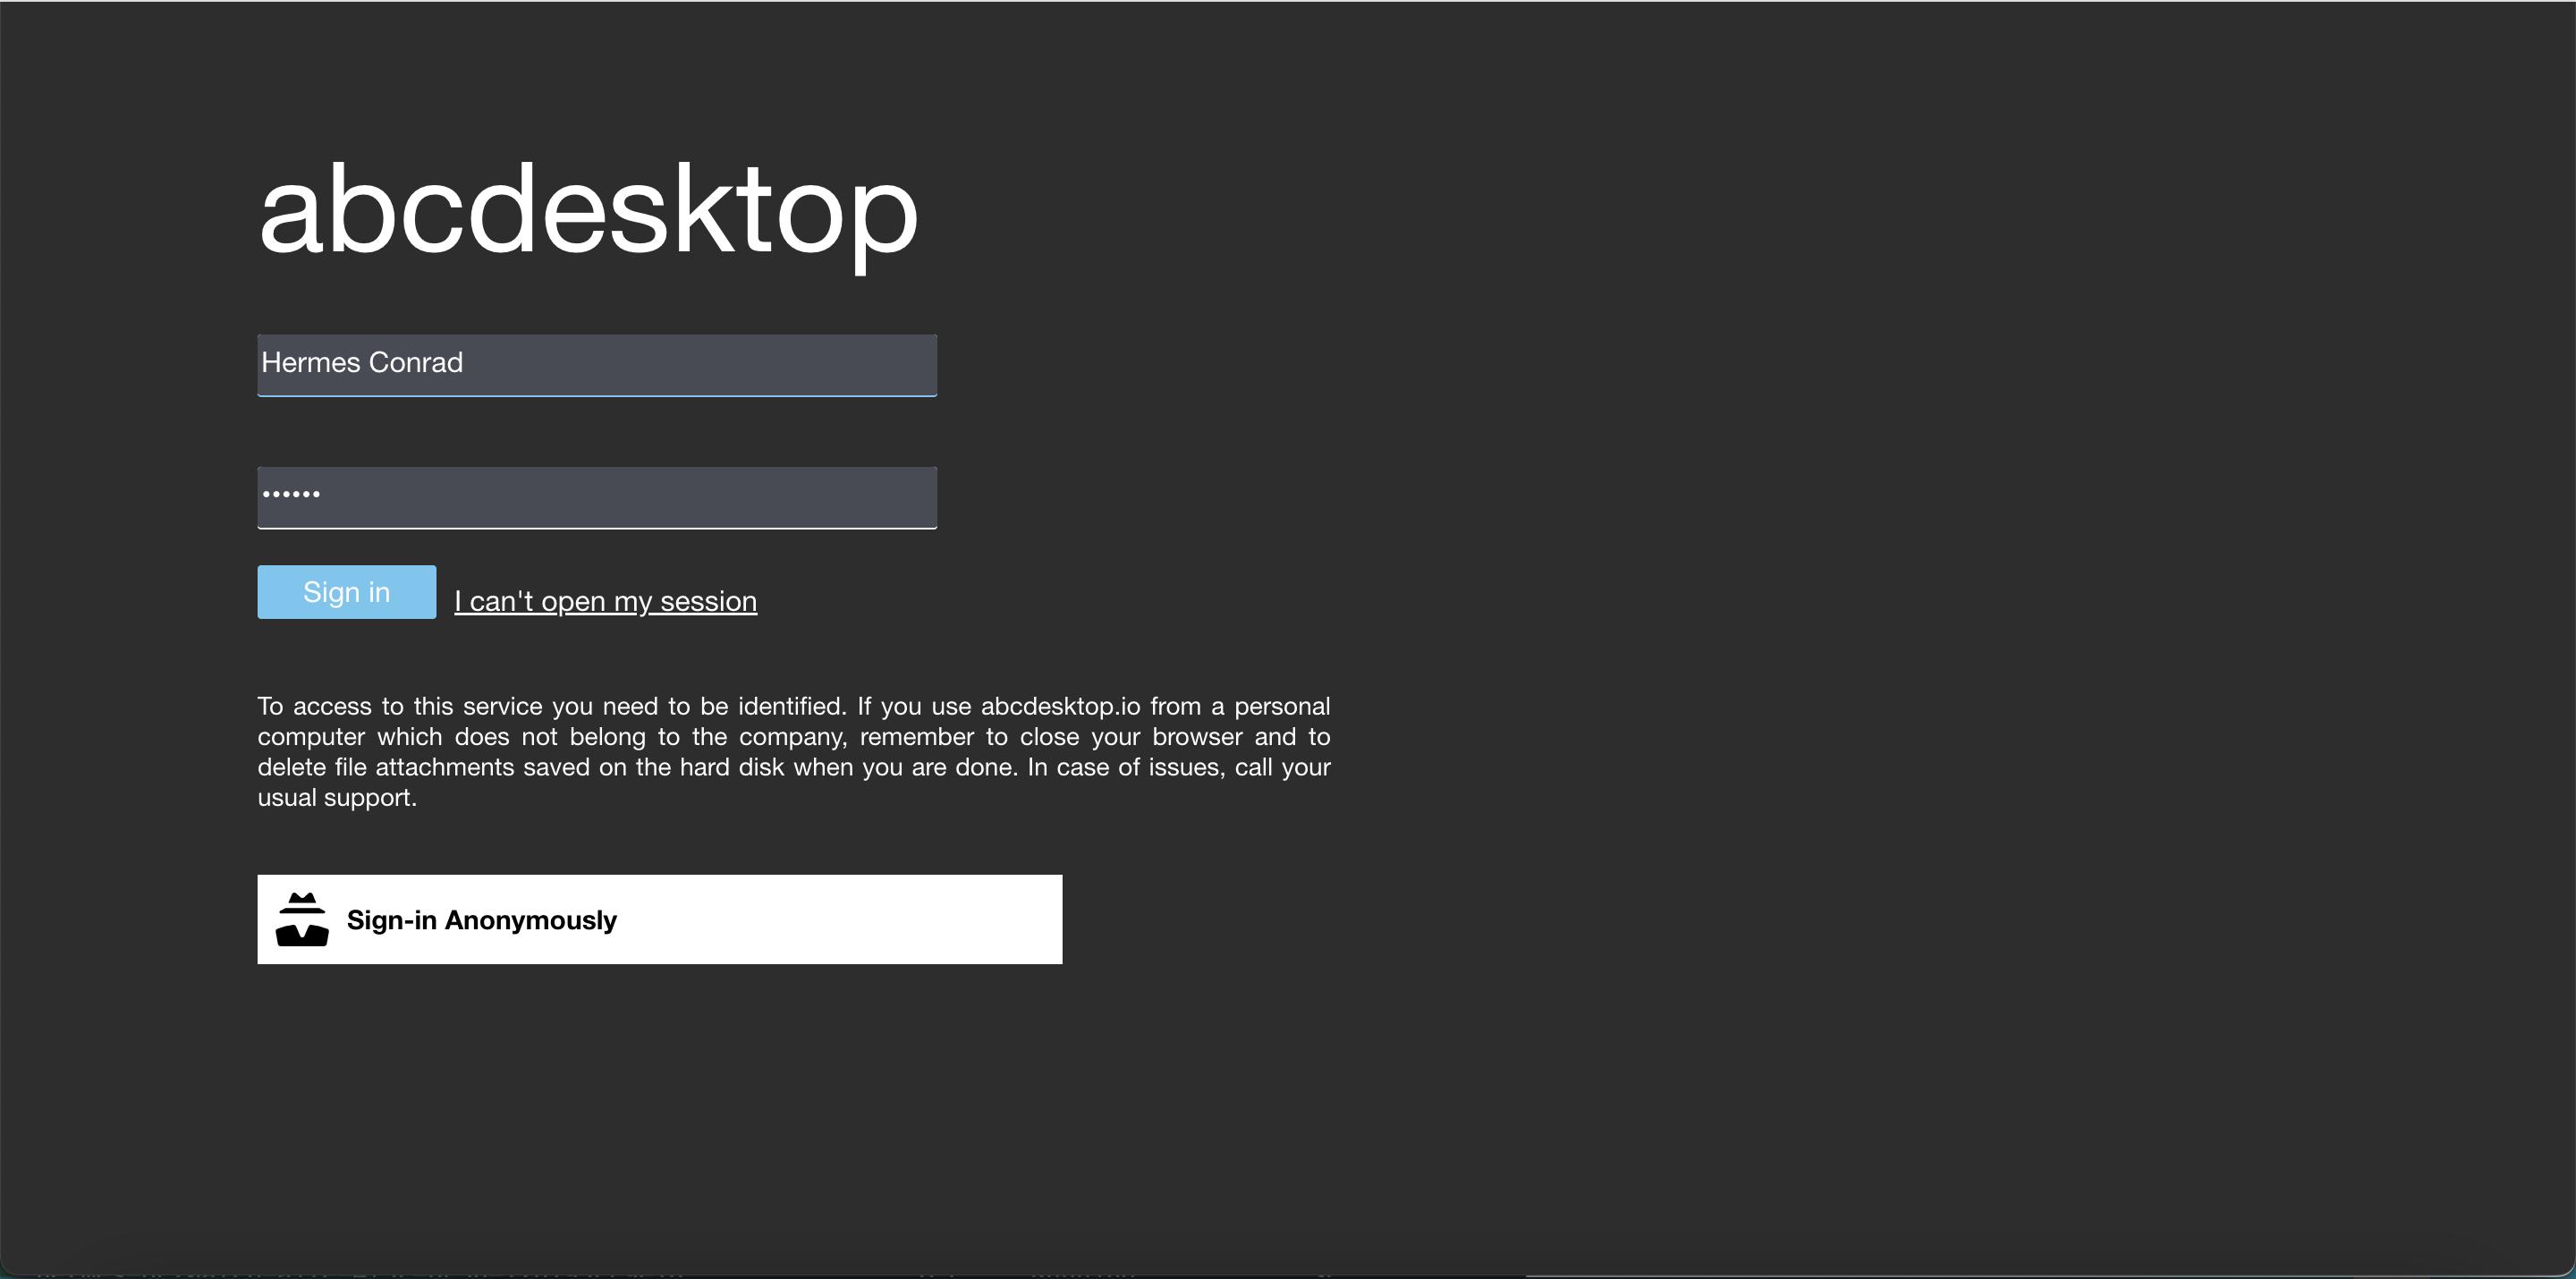 abcdesktop
Hermes Conrad
••••••
Sign in
I can't open my session
To access to this service you need to be identified. If you use abcdesktop.io from a personal
computer which does not belong to the company, remember to close your browser and to
delete file attachments saved on the hard disk when you are done. In case of issues, call your
usual support.
Sign-in Anonymously